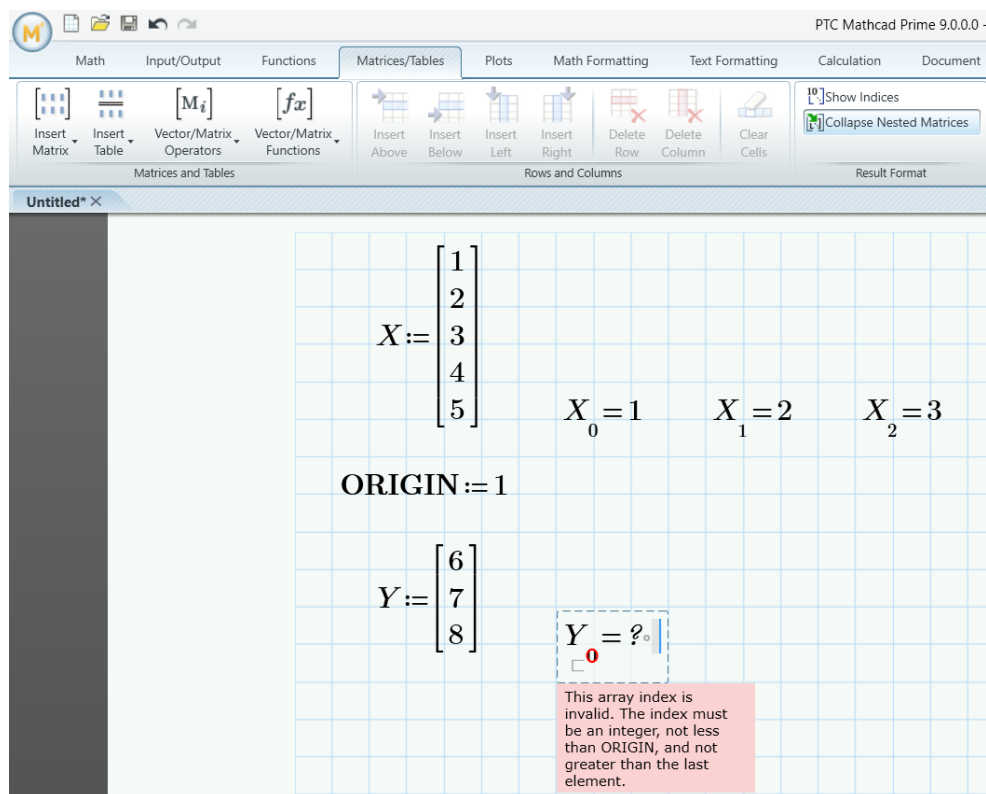 M
PTC Mathcad Prime 9.0.0.0 -
Math Input/Output Functions Matrices/Tables Plots Math Formatting Text Formatting Calculation Document
Insert Matrix
Insert Table
[Mi] Vector/Matrix Operators
[fx] Vector/Matrix Functions
Matrices and Tables
Insert Above
Insert Below
Insert Left
Insert Right
Delete Row
Delete Column
Clear Cells
Rows and Columns
Show Indices
Collapse Nested Matrices
Result Format
Untitled*
X:=[1 2 3 4 5]
X₀=1 X₁=2 X₂=3
ORIGIN:=1
Y:=[6 7 8]
Y₀=?
This array index is
invalid. The index must
be an integer, not less
than ORIGIN, and not
greater than the last
element.